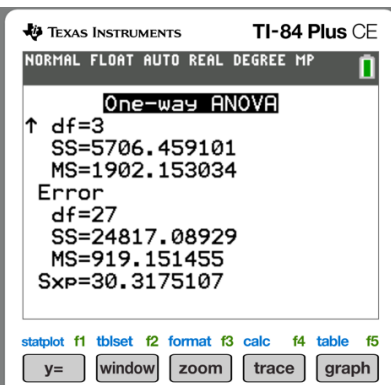 TEXAS INSTRUMENTS TI-84 Plus CE
NORMAL FLOAT AUTO REAL DEGREE MP
One-way ANOVA
↑ df=3
SS=5706.459101
MS=1902.153034
Error
df=27
SS=24817.08929
MS=919.151455
Sxp=30.3175107
statplot f1 tblset f2 format f3 calc f4 table f5
y= window zoom trace graph